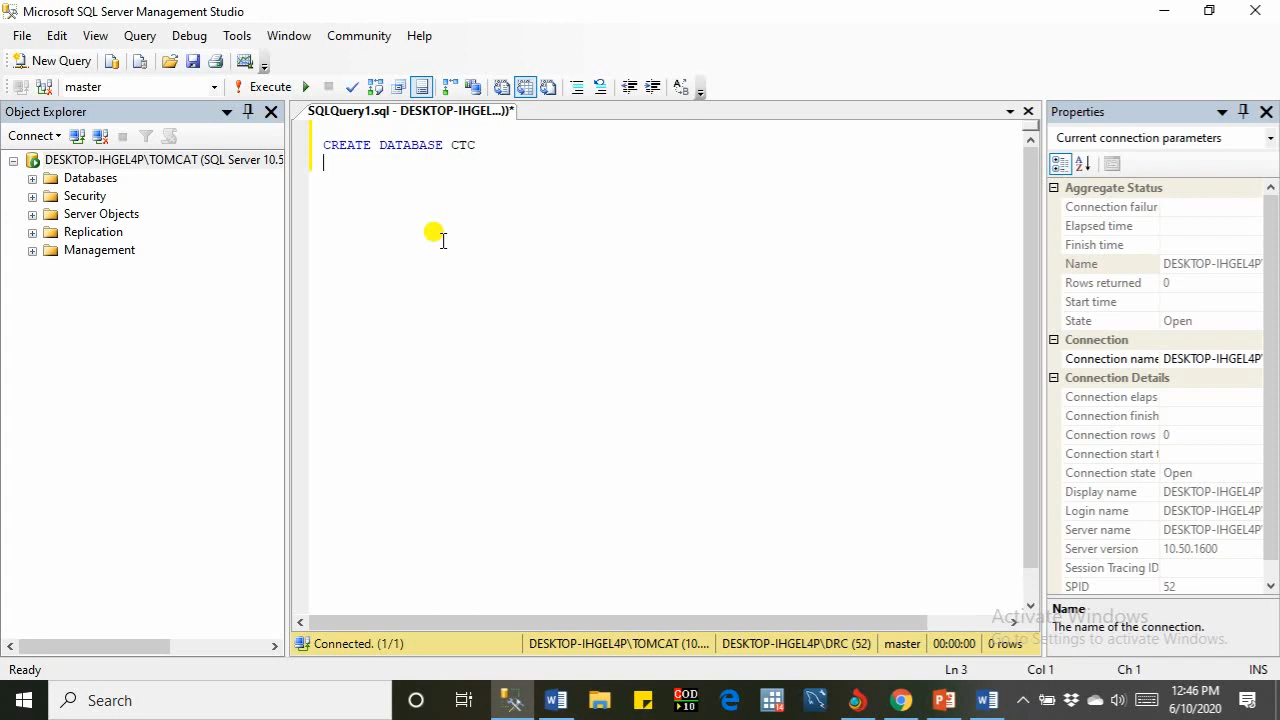 Microsoft SQL Server Management Studio
File Edit View Query Debug Tools Window Community Help
New Query
master Execute
Object Explorer
Connect
DESKTOP-IHGEL4P\TOMCAT (SQL Server 10.5
Databases
Security
Server Objects
Replication
Management
SQLQuery1.sql - DESKTOP-IHGEL...))*
CREATE DATABASE CTC
Connected. (1/1) DESKTOP-IHGEL4P\TOMCAT (10.... DESKTOP-IHGEL4P\DRC (52) master 00:00:00 0 rows
Properties
Current connection parameters
Aggregate Status
Connection failur
Elapsed time
Finish time
Name DESKTOP-IHGEL4P\
Rows returned 0
Start time
State Open
Connection
Connection name DESKTOP-IHGEL4P\
Connection Details
Connection elaps
Connection finish
Connection rows 0
Connection start t
Connection state Open
Display name DESKTOP-IHGEL4P\
Login name DESKTOP-IHGEL4P\
Server name DESKTOP-IHGEL4P\
Server version 10.50.1600
Session Tracing ID
SPID 52
Name
The name of the connection.
Activate Windows
Go to Settings to activate Windows.
Ready Ln 3 Col 1 Ch 1 INS
Search
COD
10
14
12:46 PM
6/10/2020